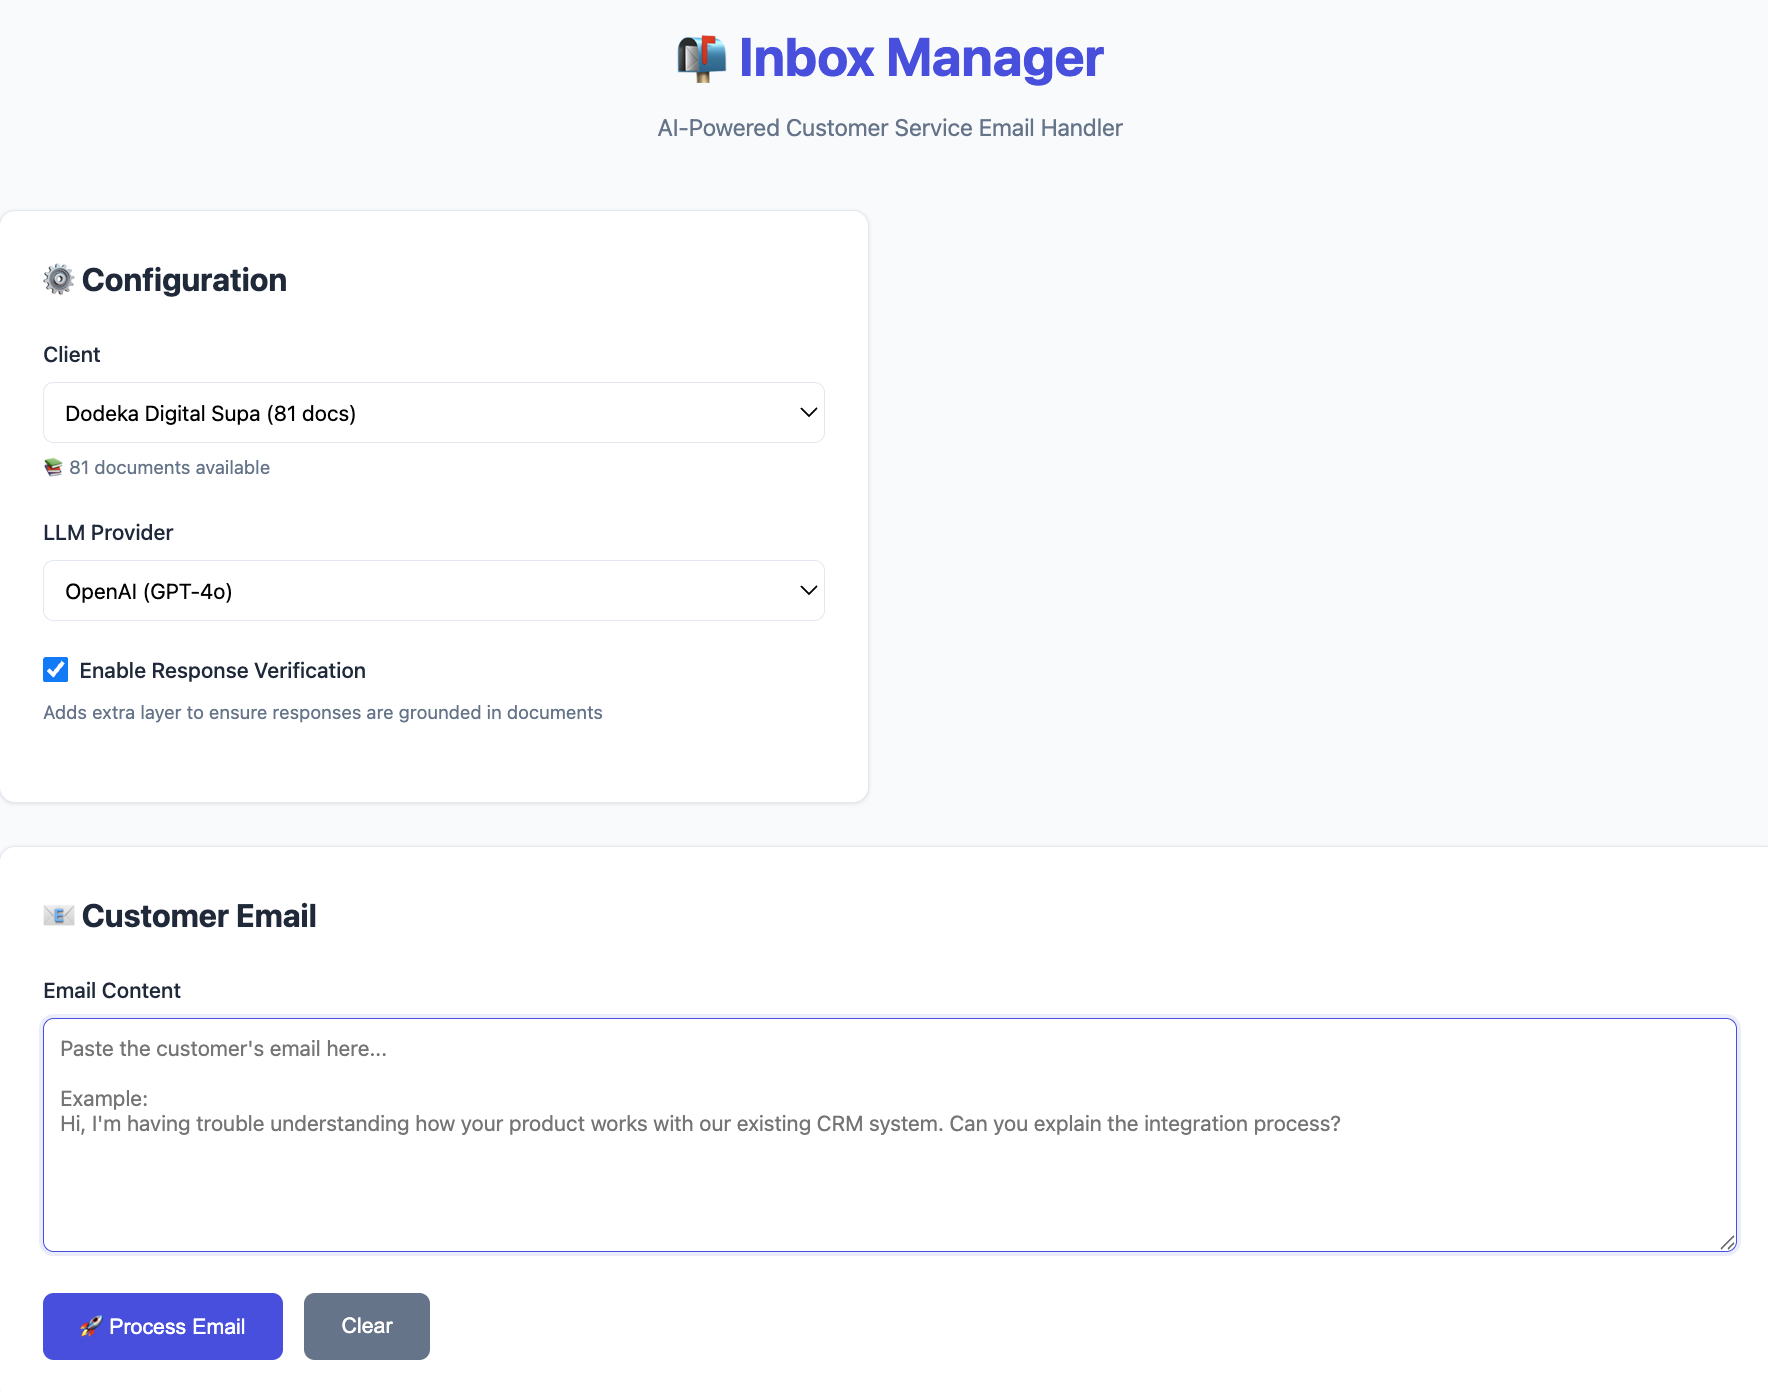 Inbox Manager
AI-Powered Customer Service Email Handler
Configuration
Client
Dodeka Digital Supa (81 docs)
81 documents available
LLM Provider
OpenAI (GPT-4o)
Enable Response Verification
Adds extra layer to ensure responses are grounded in documents
Customer Email
Email Content
Paste the customer's email here...
Example:
Hi, I'm having trouble understanding how your product works with our existing CRM system. Can you explain the integration process?
🚀 Process Email
Clear